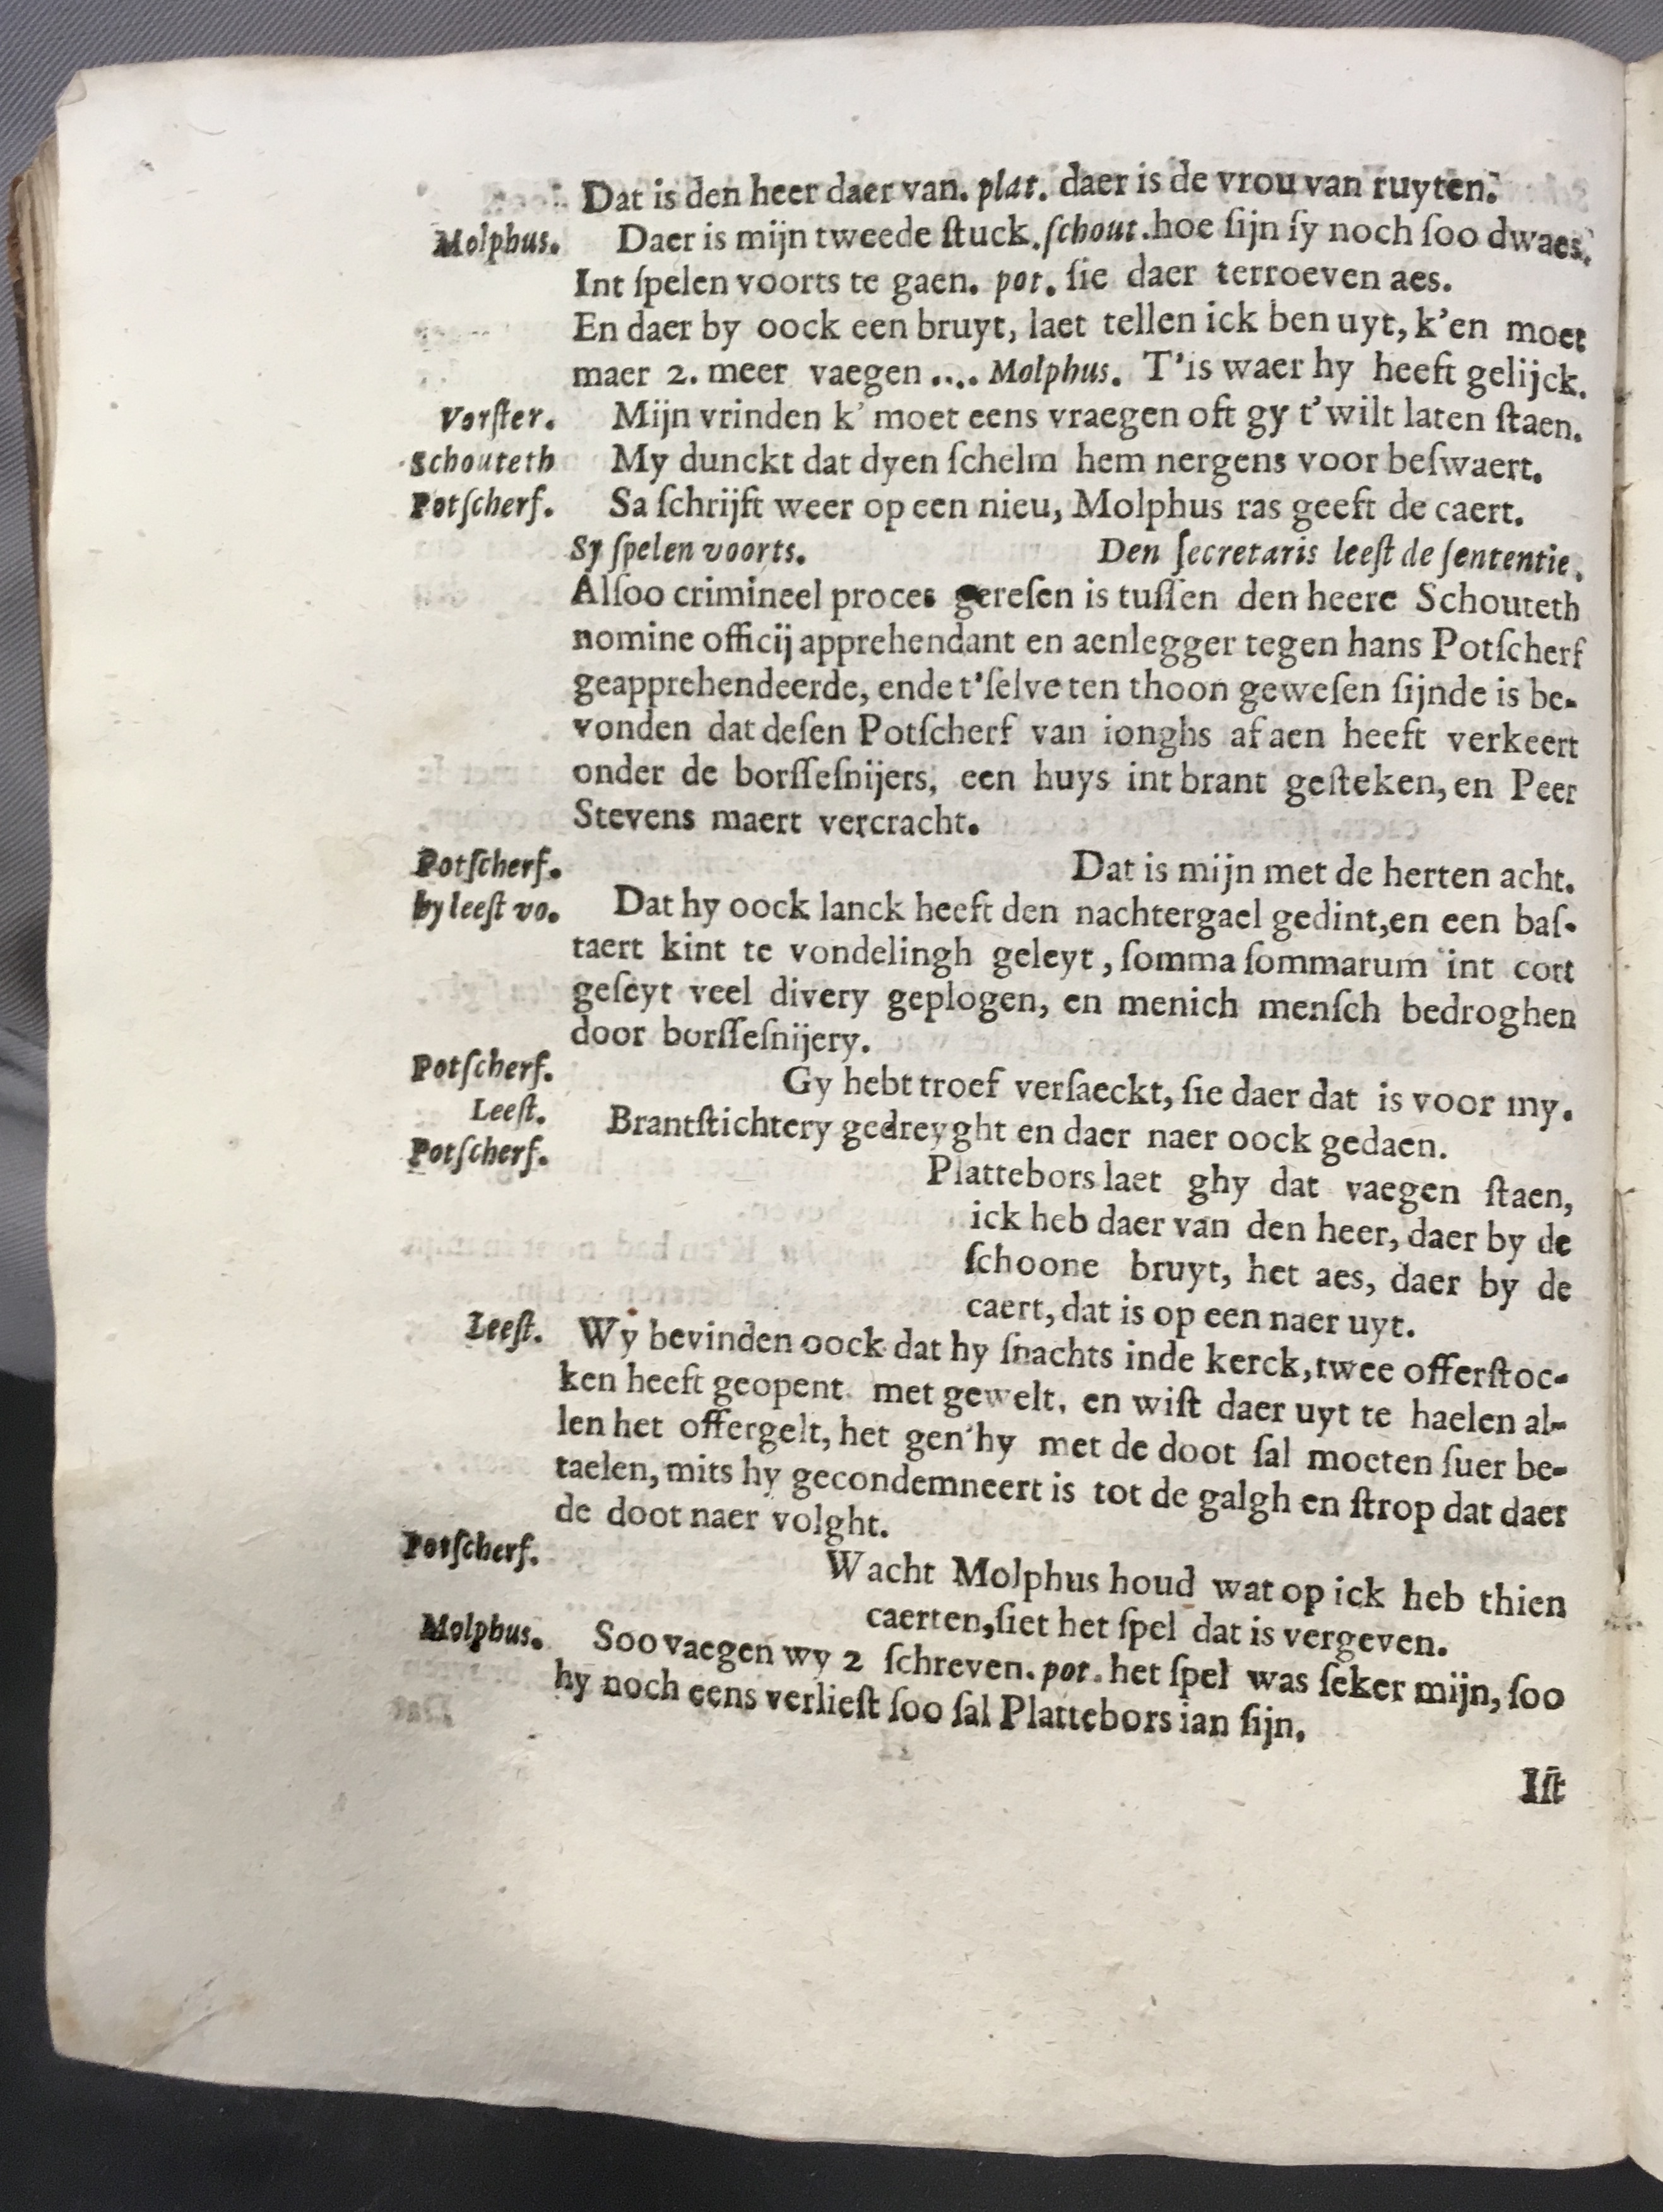 Dat is den heer daer van. plat. daer is de vrou van ruyten.
Molphus. Daer is mijn tweede ſtuck. ſchout. hoe ſijn ſy noch ſoo dwaes.
Int ſpelen voorts te gaen. pot. ſie daer terroeven aes.
En daer by oock een bruyt, laet tellen ick ben uyt, k'en moet
maer 2. meer vaegen .... Molphus. T'is waer hy heeft gelijck.
Vorſter. Mijn vrinden k' moet eens vraegen oft gy t'wilt laten ſtaen.
Schouteth My dunckt dat dyen ſchelm hem nergens voor beſwaert.
Potſcherf. Sa ſchrijft weer op een nieu, Molphus ras geeft de caert.
Sy ſpelen voorts. Den ſecretaris leeſt de ſententie.
Alſoo crimineel proces gereſen is tuſſen den heere Schouteth
nomine officij apprehendant en aenlegger tegen hans Potſcherf
geapprehendeerde, ende t'ſelve ten thoon geweſen ſijnde is be-
vonden dat deſen Potſcherf van ionghs af aen heeft verkeert
onder de borſſeſnijers, een huys int brant geſteken, en Peer
Stevens maert vercracht.
Potſcherf. Dat is mijn met de herten acht.
hy leeſt vo. Dat hy oock lanck heeft den nachtergael gedint, en een baſ-
taert kint te vondelingh geleyt, ſomma ſommarum int cort
geſeyt veel divery geplogen, en menich menſch bedroghen
door borſſeſnijery.
Potſcherf. Gy hebt troef verſaeckt, ſie daer dat is voor my.
Leeſt. Brantſtichtery gedreyght en daer naer oock gedaen.
Potſcherf. Plattebors laet ghy dat vaegen ſtaen,
ick heb daer van den heer, daer by de
ſchoone bruyt, het aes, daer by de
caert, dat is op een naer uyt.
Leeſt. Wy bevinden oock dat hy ſnachts inde kerck, twee offerſtoc-
ken heeft geopent met gewelt, en wiſt daer uyt te haelen al-
len het offergelt, het gen'hy met de doot ſal moeten ſuer be-
taelen, mits hy gecondemneert is tot de galgh en ſtrop dat daer
de doot naer volght.
Potſcherf. Wacht Molphus houd wat op ick heb thien
caerten, ſiet het ſpel dat is vergeven.
Molphus. Soo vaegen wy 2 ſchreven. pot. het ſpel was ſeker mijn, ſoo
hy noch eens verlieſt ſoo ſal Plattebors ian ſijn.
Iſt